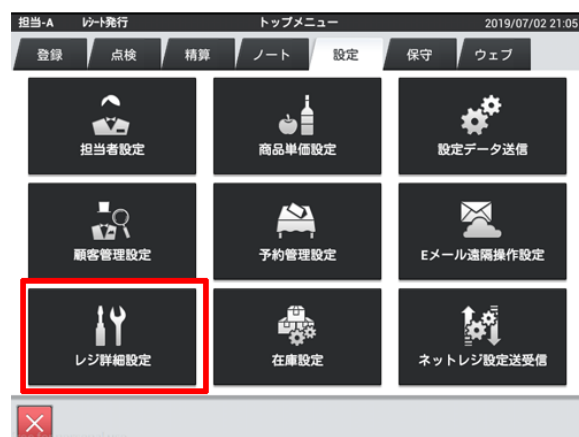 担当-A ﾚｼｰﾄ発行 トップメニュー 2019/07/02 21:05
登録 点検 精算 ノート 設定 保守 ウェブ
担当者設定 商品単価設定 設定データ送信
顧客管理設定 予約管理設定 Eメール遠隔操作設定
レジ詳細設定 在庫設定 ネットレジ設定送受信